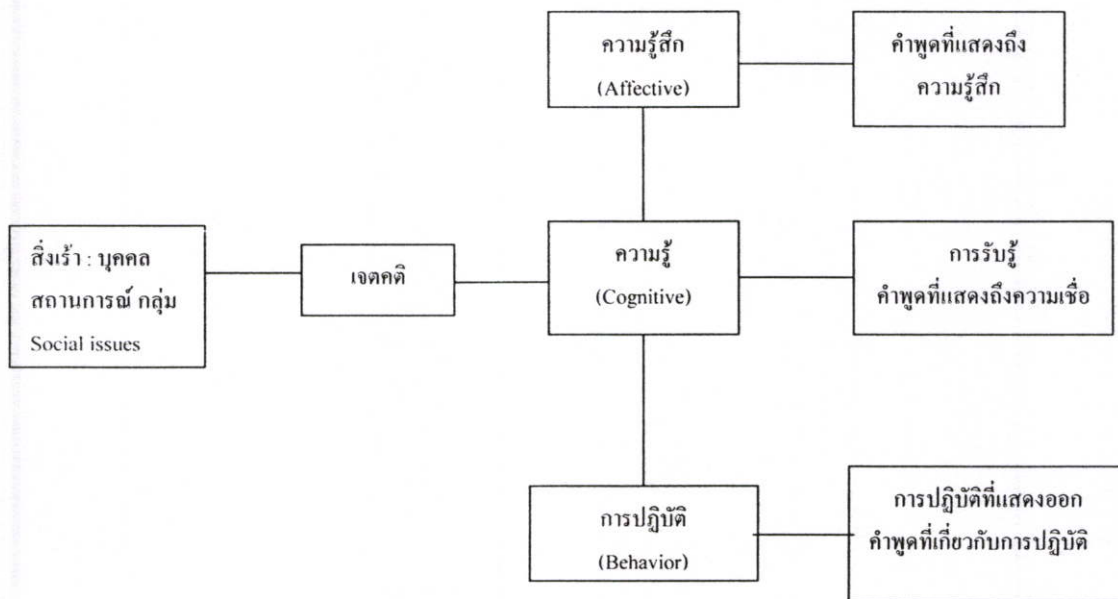 ความรู้สึก
(Affective)
คำพูดที่แสดงถึง
ความรู้สึก
สิ่งเร้า : บุคคล
สถานการณ์ กลุ่ม
Social issues
เจตคติ
ความรู้
(Cognitive)
การรับรู้
คำพูดที่แสดงถึงความเชื่อ
การปฏิบัติ
(Behavior)
การปฏิบัติที่แสดงออก
คำพูดที่เกี่ยวกับการปฏิบัติ